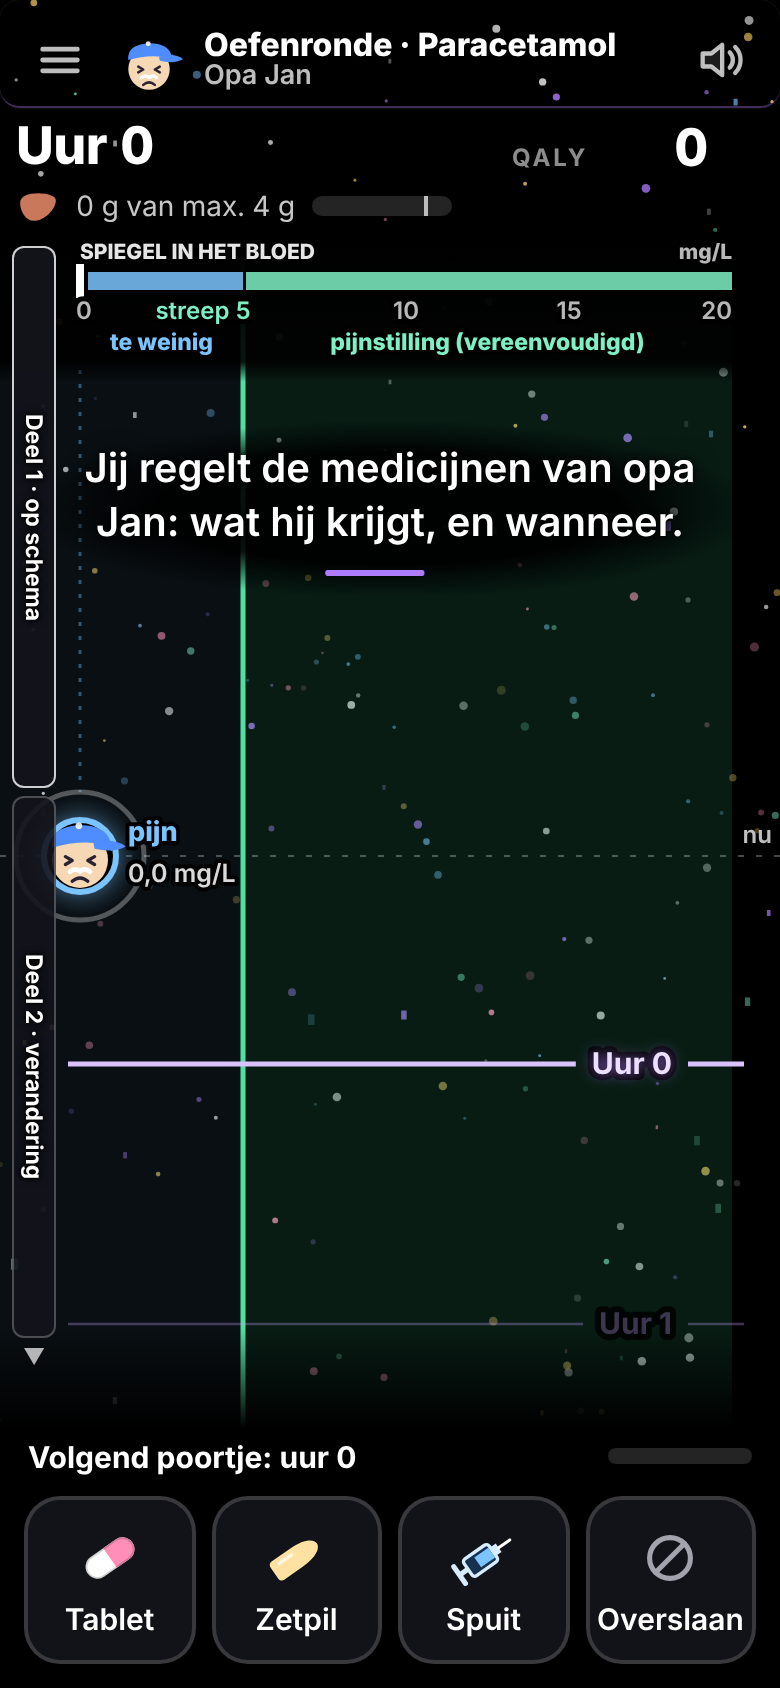 Oefenronde · Paracetamol
Opa Jan
Uur 0
QALY 0
0 g van max. 4 g
SPIEGEL IN HET BLOED mg/L
0 streep 5 10 15 20
te weinig pijnstilling (vereenvoudigd)
Deel 1 · op schema
Jij regelt de medicijnen van opa
Jan: wat hij krijgt, en wanneer.
pijn
0,0 mg/L
nu
Deel 2 · verandering
Uur 0
Uur 1
Volgend poortje: uur 0
Tablet Zetpil Spuit Overslaan